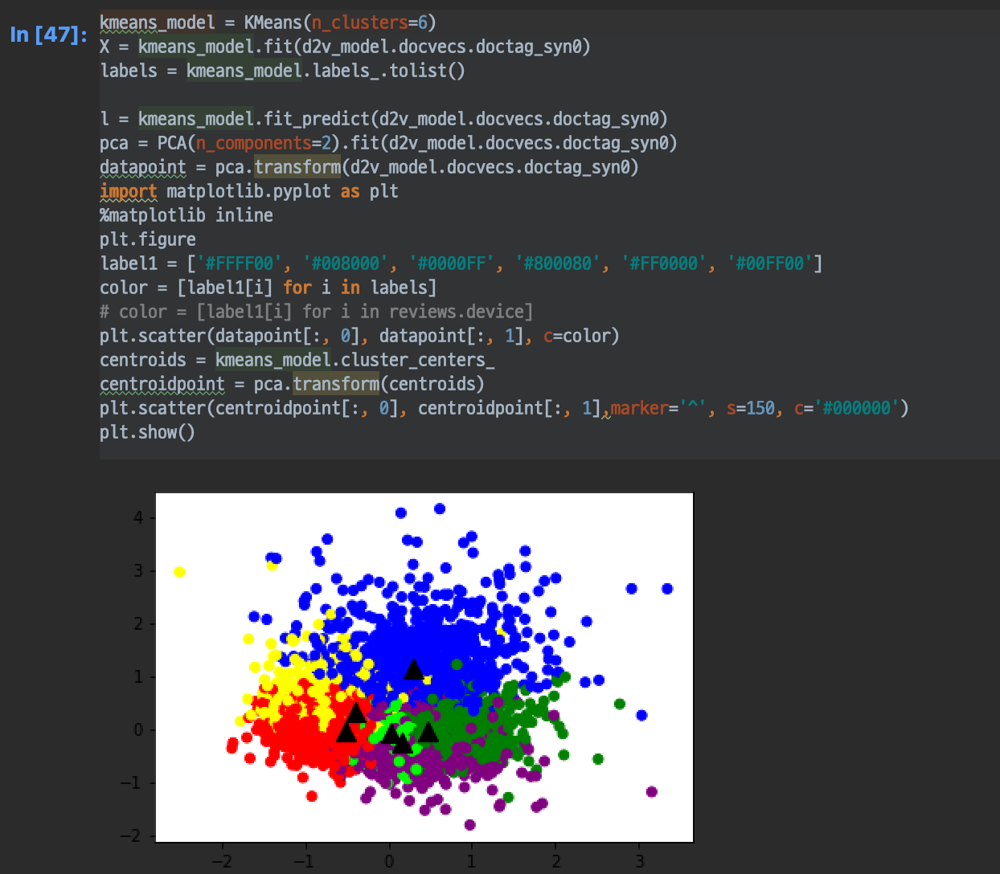 In [47]:
kmeans_model = KMeans(n_clusters=6)
X = kmeans_model.fit(d2v_model.docvecs.doctag_syn0)
labels = kmeans_model.labels_.tolist()
l = kmeans_model.fit_predict(d2v_model.docvecs.doctag_syn0)
pca = PCA(n_components=2).fit(d2v_model.docvecs.doctag_syn0)
datapoint = pca.transform(d2v_model.docvecs.doctag_syn0)
import matplotlib.pyplot as plt
%matplotlib inline
plt.figure
label1 = ['#FFFF00', '#008000', '#0000FF', '#800080', '#FF0000', '#00FF00']
color = [label1[i] for i in labels]
# color = [label1[i] for i in reviews.device]
plt.scatter(datapoint[:, 0], datapoint[:, 1], c=color)
centroids = kmeans_model.cluster_centers_
centroidpoint = pca.transform(centroids)
plt.scatter(centroidpoint[:, 0], centroidpoint[:, 1],marker='^', s=150, c='#000000')
plt.show()
4
3
2
1
0
−1
−2
−2 −1 0 1 2 3